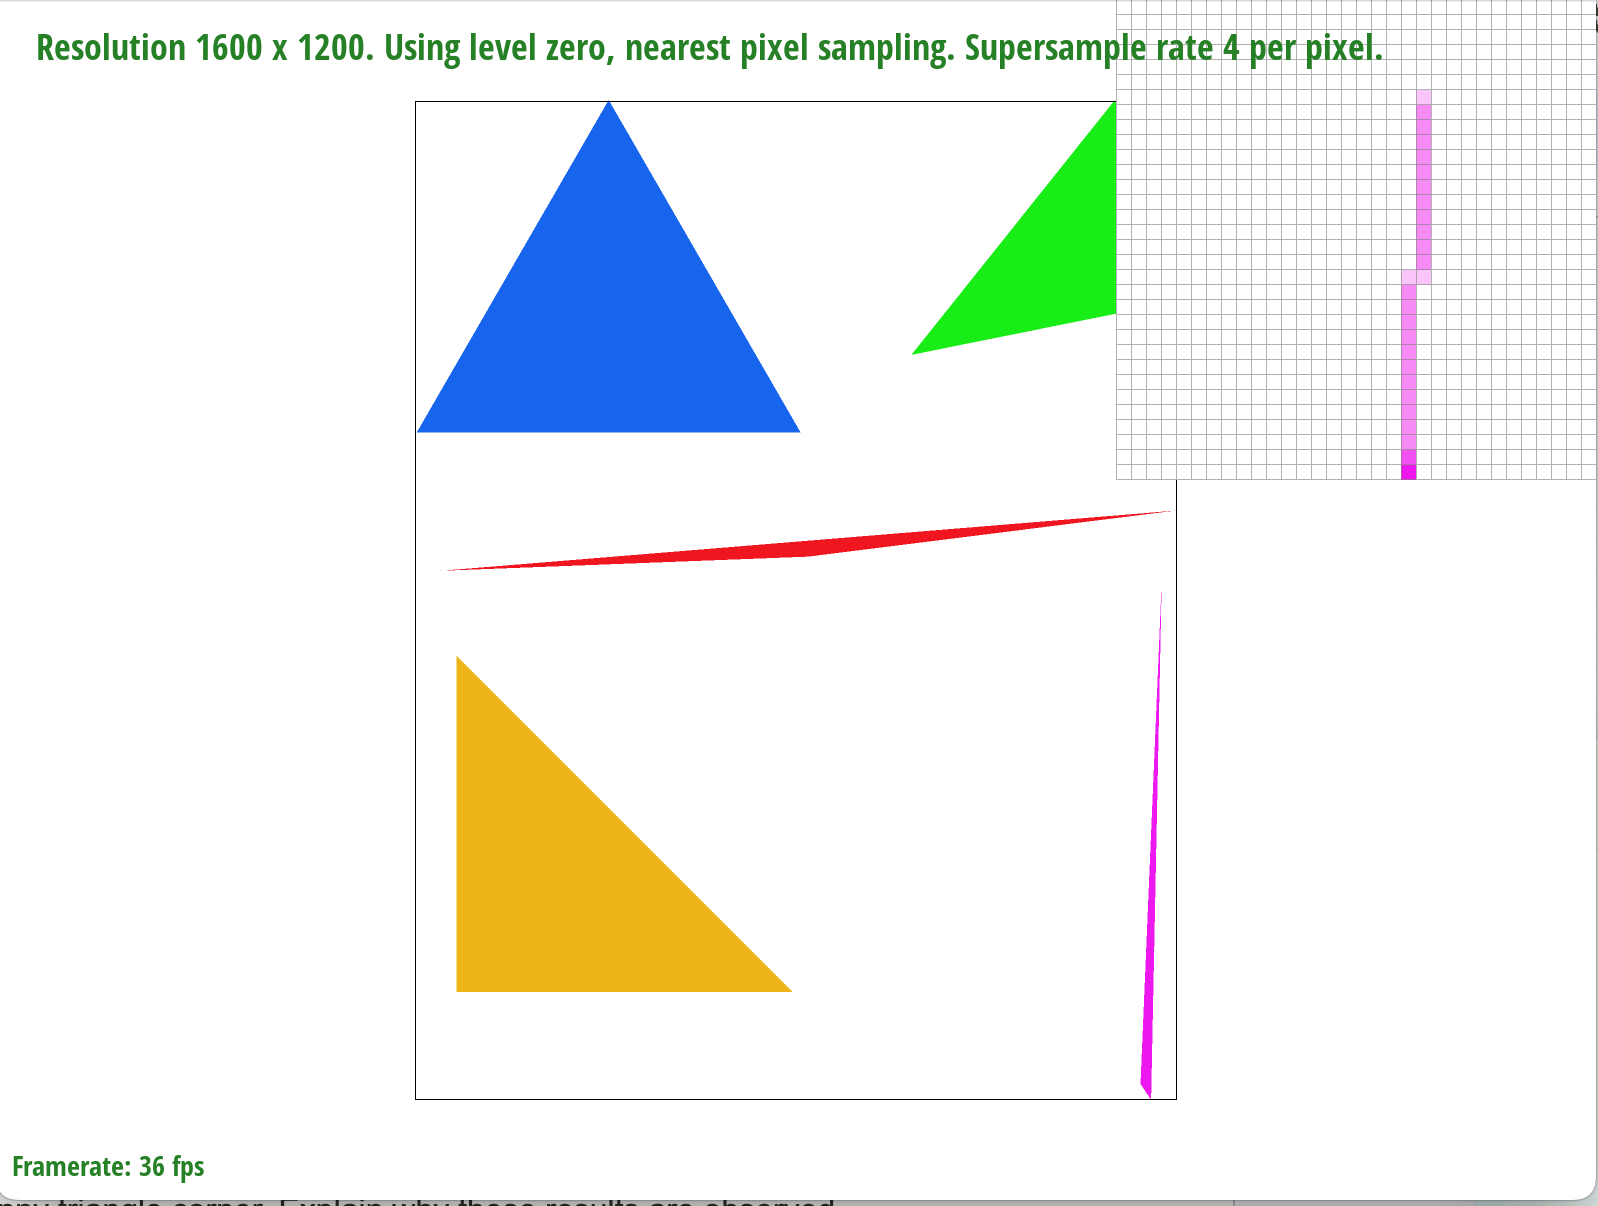 Resolution 1600 x 1200. Using level zero, nearest pixel sampling. Supersample rate 4 per pixel.
Framerate: 36 fps
triangle corner. Explain why these results are observed